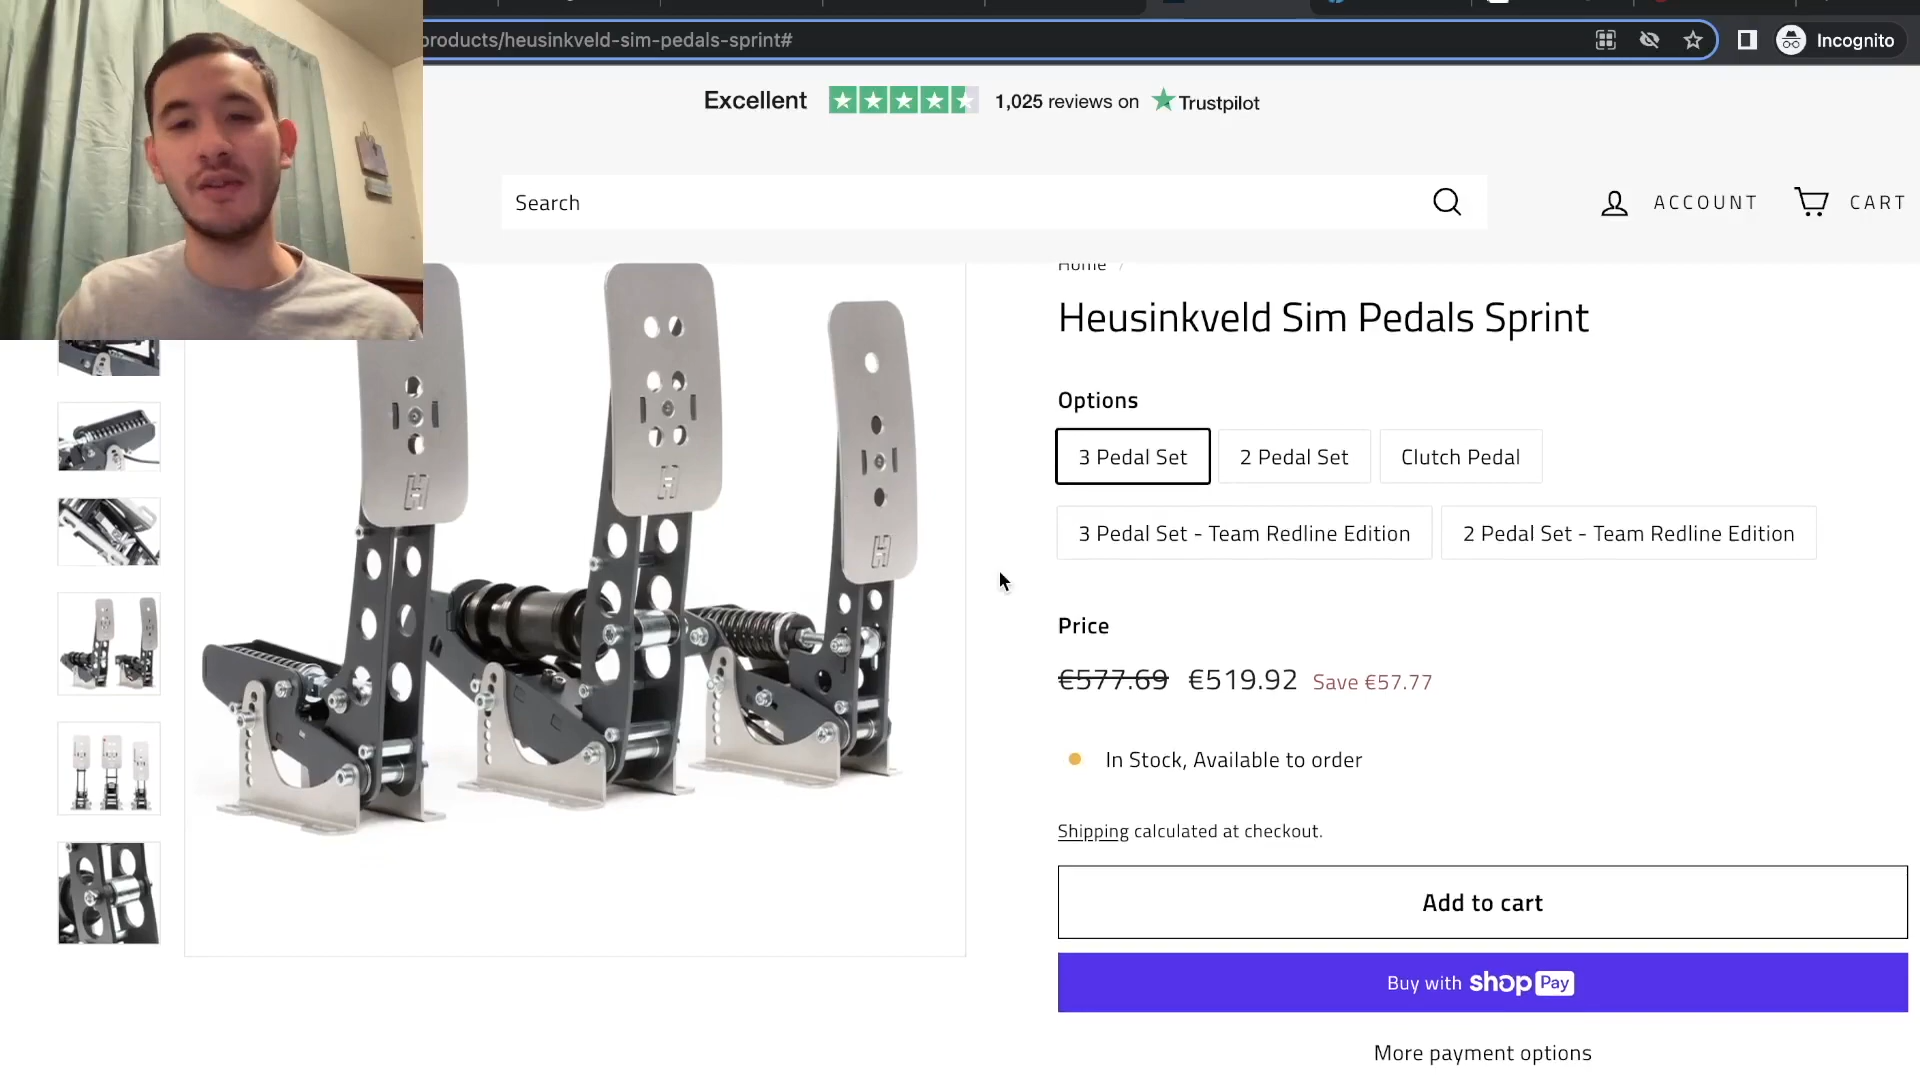 products/heusinkveld-sim-pedals-sprint#
Incognito
Excellent
1,025 reviews on Trustpilot
Search
ACCOUNT
CART
Home /
Heusinkveld Sim Pedals Sprint
Options
3 Pedal Set
2 Pedal Set
Clutch Pedal
3 Pedal Set - Team Redline Edition
2 Pedal Set - Team Redline Edition
Price
€577.69 €519.92 Save €57.77
In Stock, Available to order
Shipping calculated at checkout.
Add to cart
Buy with shop Pay
More payment options